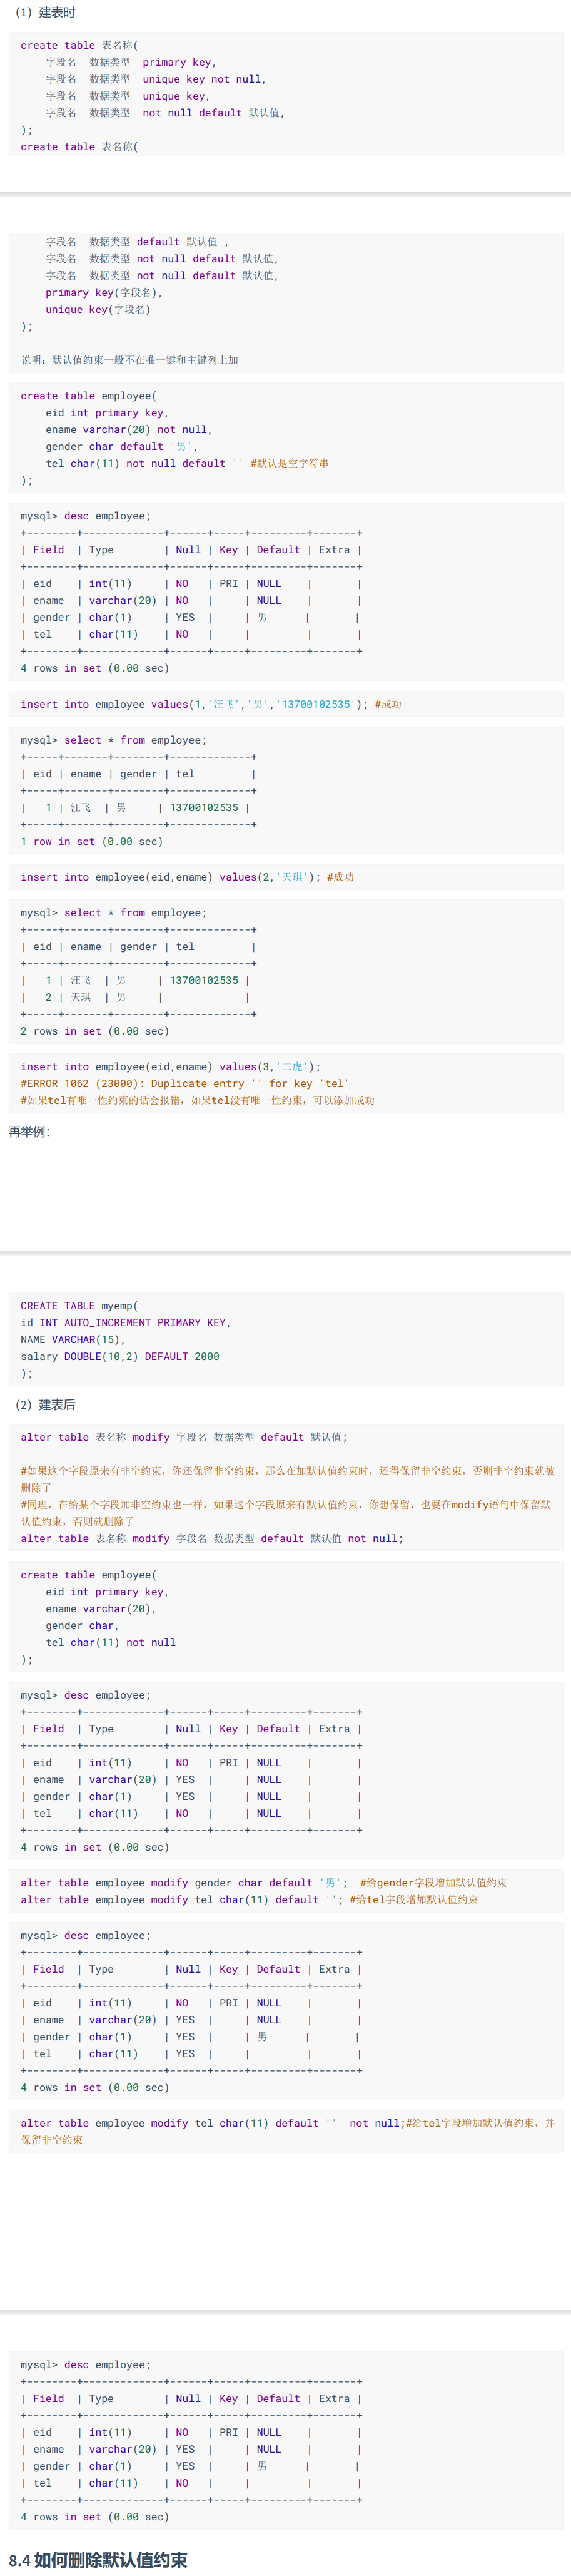 （1）建表时
create table 表名称(
    字段名  数据类型  primary key,
    字段名  数据类型  unique key not null,
    字段名  数据类型  unique key,
    字段名  数据类型  not null default 默认值,
);
create table 表名称(
    字段名  数据类型 default 默认值 ,
    字段名  数据类型 not null default 默认值,
    字段名  数据类型 not null default 默认值,
    primary key(字段名),
    unique key(字段名)
);
说明：默认值约束一般不在唯一键和主键列上加
create table employee(
    eid int primary key,
    ename varchar(20) not null,
    gender char default '男',
    tel char(11) not null default '' #默认是空字符串
);
mysql> desc employee;
+--------+-------------+------+-----+---------+-------+
| Field  | Type        | Null | Key | Default | Extra |
+--------+-------------+------+-----+---------+-------+
| eid    | int(11)     | NO   | PRI | NULL    |       |
| ename  | varchar(20) | NO   |     | NULL    |       |
| gender | char(1)     | YES  |     | 男      |       |
| tel    | char(11)    | NO   |     |         |       |
+--------+-------------+------+-----+---------+-------+
4 rows in set (0.00 sec)
insert into employee values(1,'汪飞','男','13700102535'); #成功
mysql> select * from employee;
+-----+-------+--------+-------------+
| eid | ename | gender | tel         |
+-----+-------+--------+-------------+
|   1 | 汪飞  | 男     | 13700102535 |
+-----+-------+--------+-------------+
1 row in set (0.00 sec)
insert into employee(eid,ename) values(2,'天琪'); #成功
mysql> select * from employee;
+-----+-------+--------+-------------+
| eid | ename | gender | tel         |
+-----+-------+--------+-------------+
|   1 | 汪飞  | 男     | 13700102535 |
|   2 | 天琪  | 男     |             |
+-----+-------+--------+-------------+
2 rows in set (0.00 sec)
insert into employee(eid,ename) values(3,'二虎');
#ERROR 1062 (23000): Duplicate entry '' for key 'tel'
#如果tel有唯一性约束的话会报错，如果tel没有唯一性约束，可以添加成功
再举例：
CREATE TABLE myemp(
id INT AUTO_INCREMENT PRIMARY KEY,
NAME VARCHAR(15),
salary DOUBLE(10,2) DEFAULT 2000
);
（2）建表后
alter table 表名称 modify 字段名 数据类型 default 默认值;
#如果这个字段原来有非空约束，你还保留非空约束，那么在加默认值约束时，还得保留非空约束，否则非空约束就被
删除了
#同理，在给某个字段加非空约束也一样，如果这个字段原来有默认值约束，你想保留，也要在modify语句中保留默
认值约束，否则就删除了
alter table 表名称 modify 字段名 数据类型 default 默认值 not null;
create table employee(
    eid int primary key,
    ename varchar(20),
    gender char,
    tel char(11) not null
);
mysql> desc employee;
+--------+-------------+------+-----+---------+-------+
| Field  | Type        | Null | Key | Default | Extra |
+--------+-------------+------+-----+---------+-------+
| eid    | int(11)     | NO   | PRI | NULL    |       |
| ename  | varchar(20) | YES  |     | NULL    |       |
| gender | char(1)     | YES  |     | NULL    |       |
| tel    | char(11)    | NO   |     | NULL    |       |
+--------+-------------+------+-----+---------+-------+
4 rows in set (0.00 sec)
alter table employee modify gender char default '男';  #给gender字段增加默认值约束
alter table employee modify tel char(11) default ''; #给tel字段增加默认值约束
mysql> desc employee;
+--------+-------------+------+-----+---------+-------+
| Field  | Type        | Null | Key | Default | Extra |
+--------+-------------+------+-----+---------+-------+
| eid    | int(11)     | NO   | PRI | NULL    |       |
| ename  | varchar(20) | YES  |     | NULL    |       |
| gender | char(1)     | YES  |     | 男      |       |
| tel    | char(11)    | YES  |     |         |       |
+--------+-------------+------+-----+---------+-------+
4 rows in set (0.00 sec)
alter table employee modify tel char(11) default ''  not null;#给tel字段增加默认值约束，并
保留非空约束
mysql> desc employee;
+--------+-------------+------+-----+---------+-------+
| Field  | Type        | Null | Key | Default | Extra |
+--------+-------------+------+-----+---------+-------+
| eid    | int(11)     | NO   | PRI | NULL    |       |
| ename  | varchar(20) | YES  |     | NULL    |       |
| gender | char(1)     | YES  |     | 男      |       |
| tel    | char(11)    | NO   |     |         |       |
+--------+-------------+------+-----+---------+-------+
4 rows in set (0.00 sec)
8.4 如何删除默认值约束